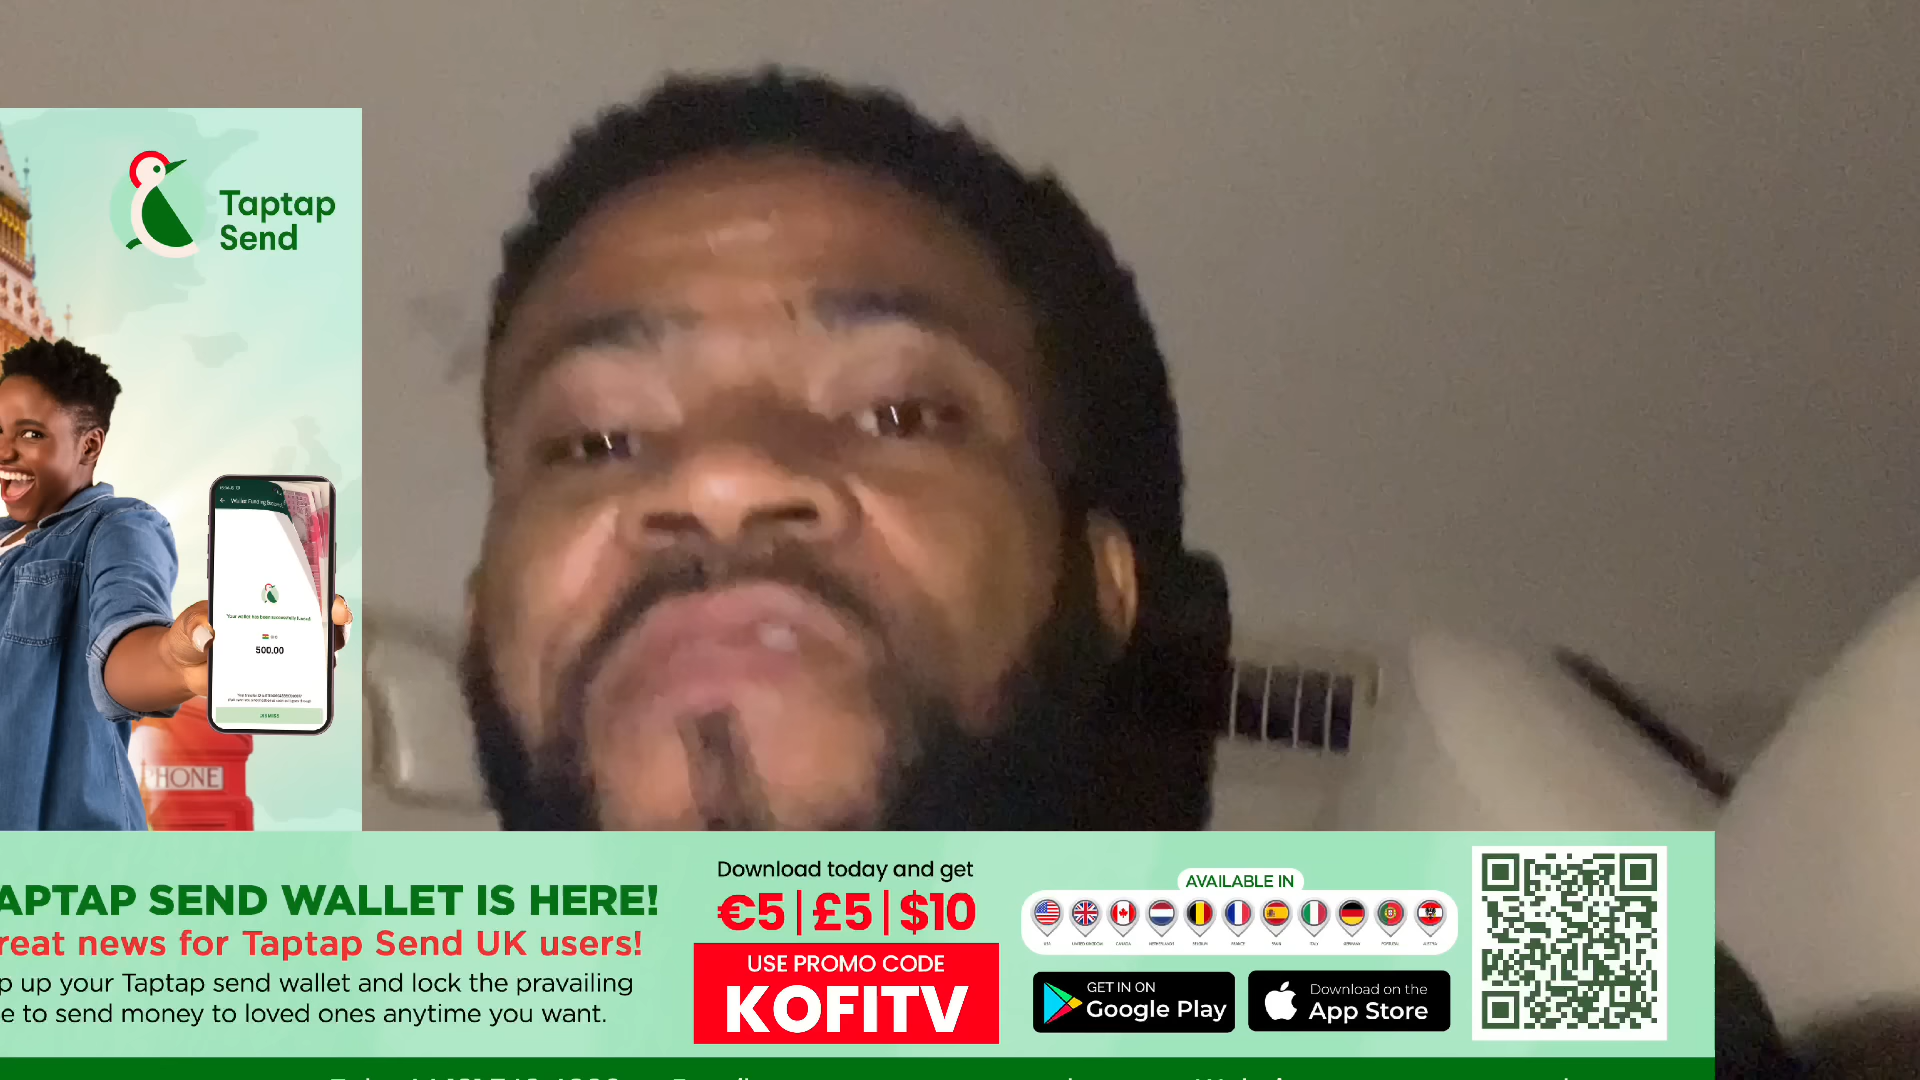 Taptap
Send
500.00
DISMISS
PHONE
APTAP SEND WALLET IS HERE!
reat news for Taptap Send UK users!
p up your Taptap send wallet and lock the pravailing
e to send money to loved ones anytime you want.
Download today and get
€5|£5|$10
USE PROMO CODE
KOFITV
AVAILABLE IN
GET IN ON
Google Play
Download on the
App Store